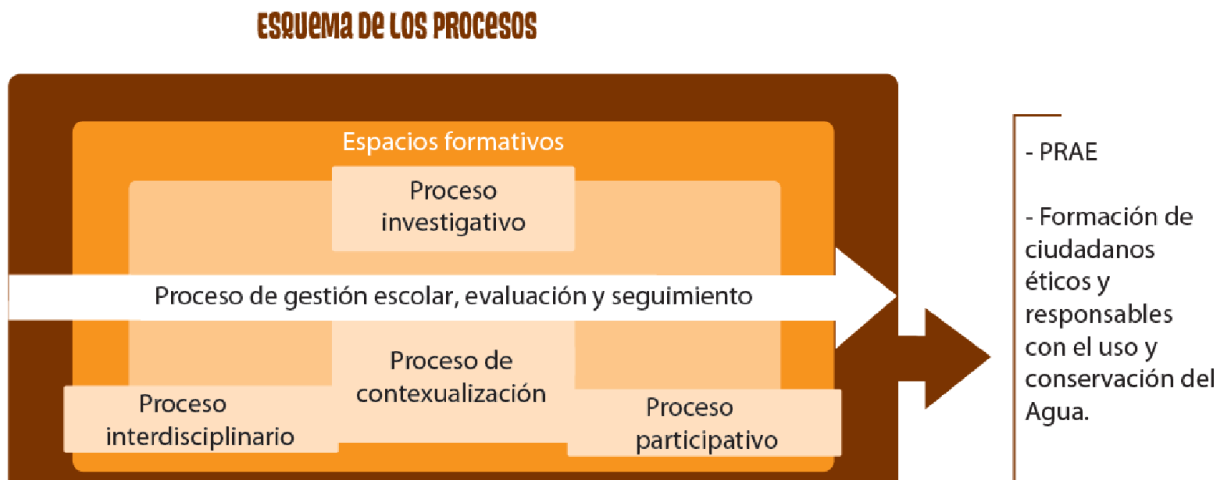 ESQUEMA DE LOS PROCESOS
Espacios formativos
Proceso
investigativo
Proceso de gestión escolar, evaluación y seguimiento
Proceso de
contexualización
Proceso
interdisciplinario
Proceso
participativo
- PRAE
- Formación de
ciudadanos
éticos y
responsables
con el uso y
conservación del
Agua.